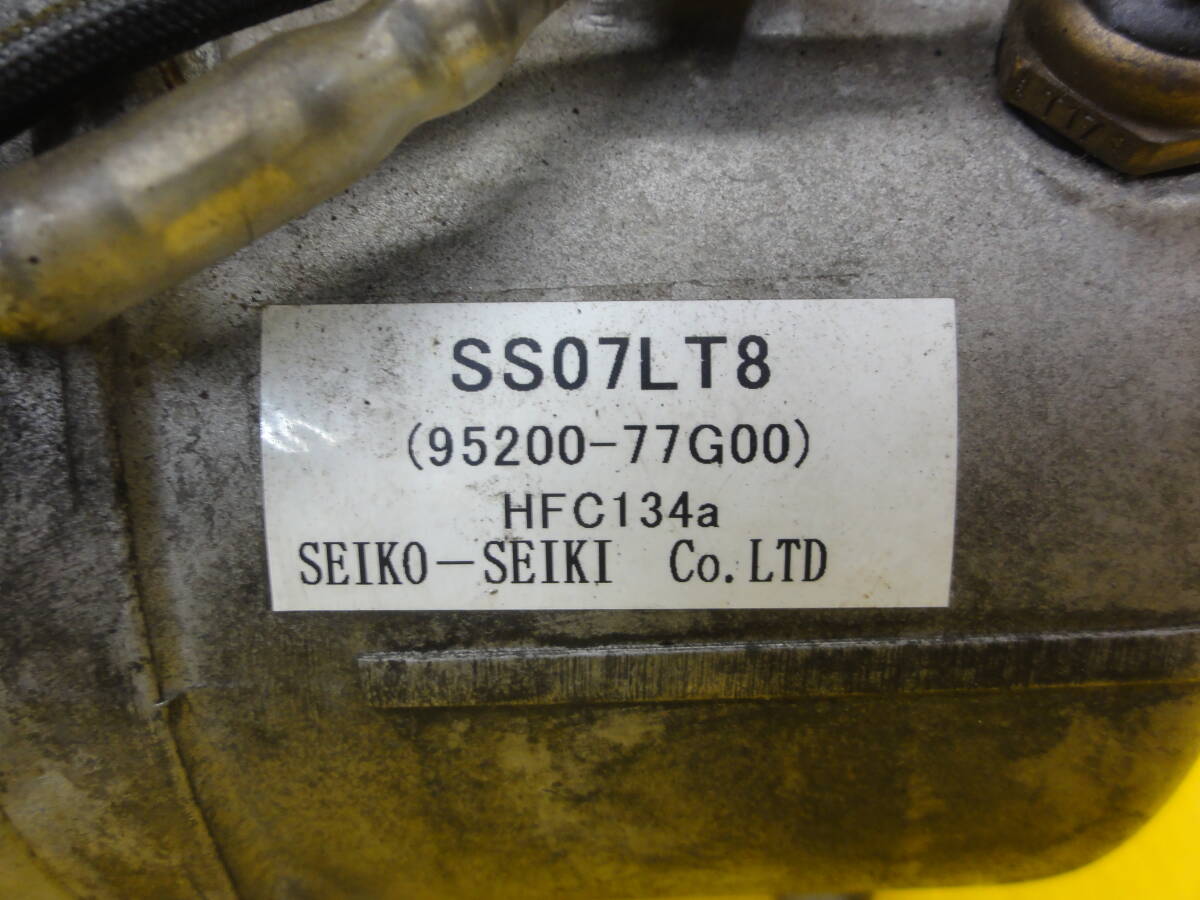 SS07LT8
(95200-77G00)
HFC134a
SEIKO-SEIKI Co.LTD